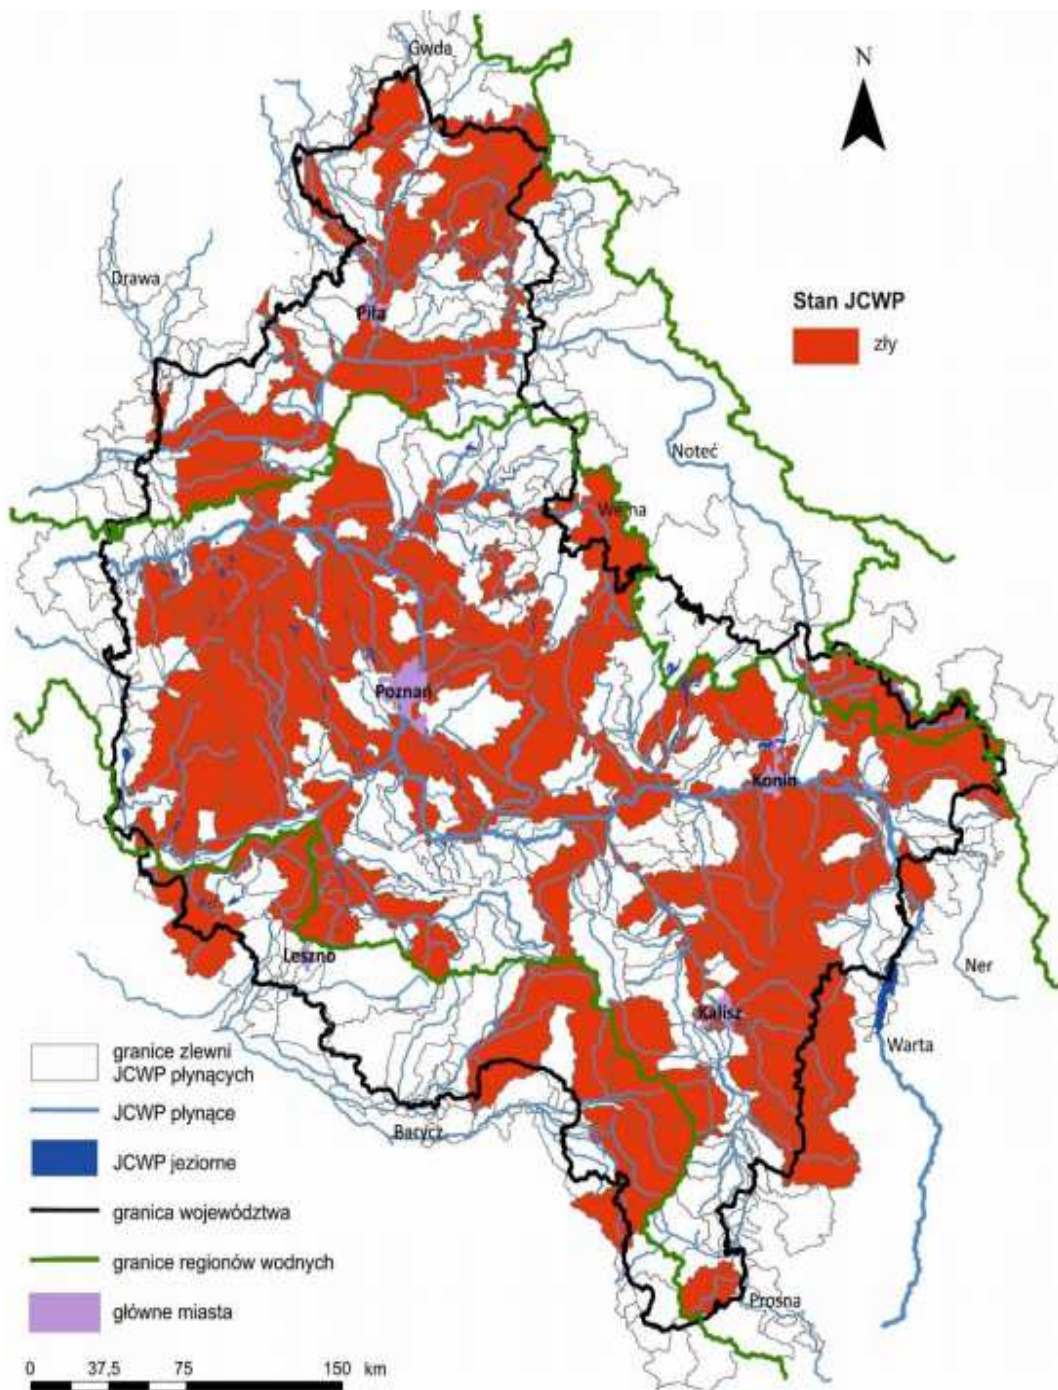 Gwda
N
Drawa
Stan JCWP
zły
Piła
Noteć
Wełna
Poznań
Konin
Leszno
Ner
Kalisz
Warta
granice zlewni
JCWP płynących
JCWP płynące
Barycz
JCWP jeziorne
granica województwa
granice regionów wodnych
Prosna
główne miasta
0 37,5 75 150 km